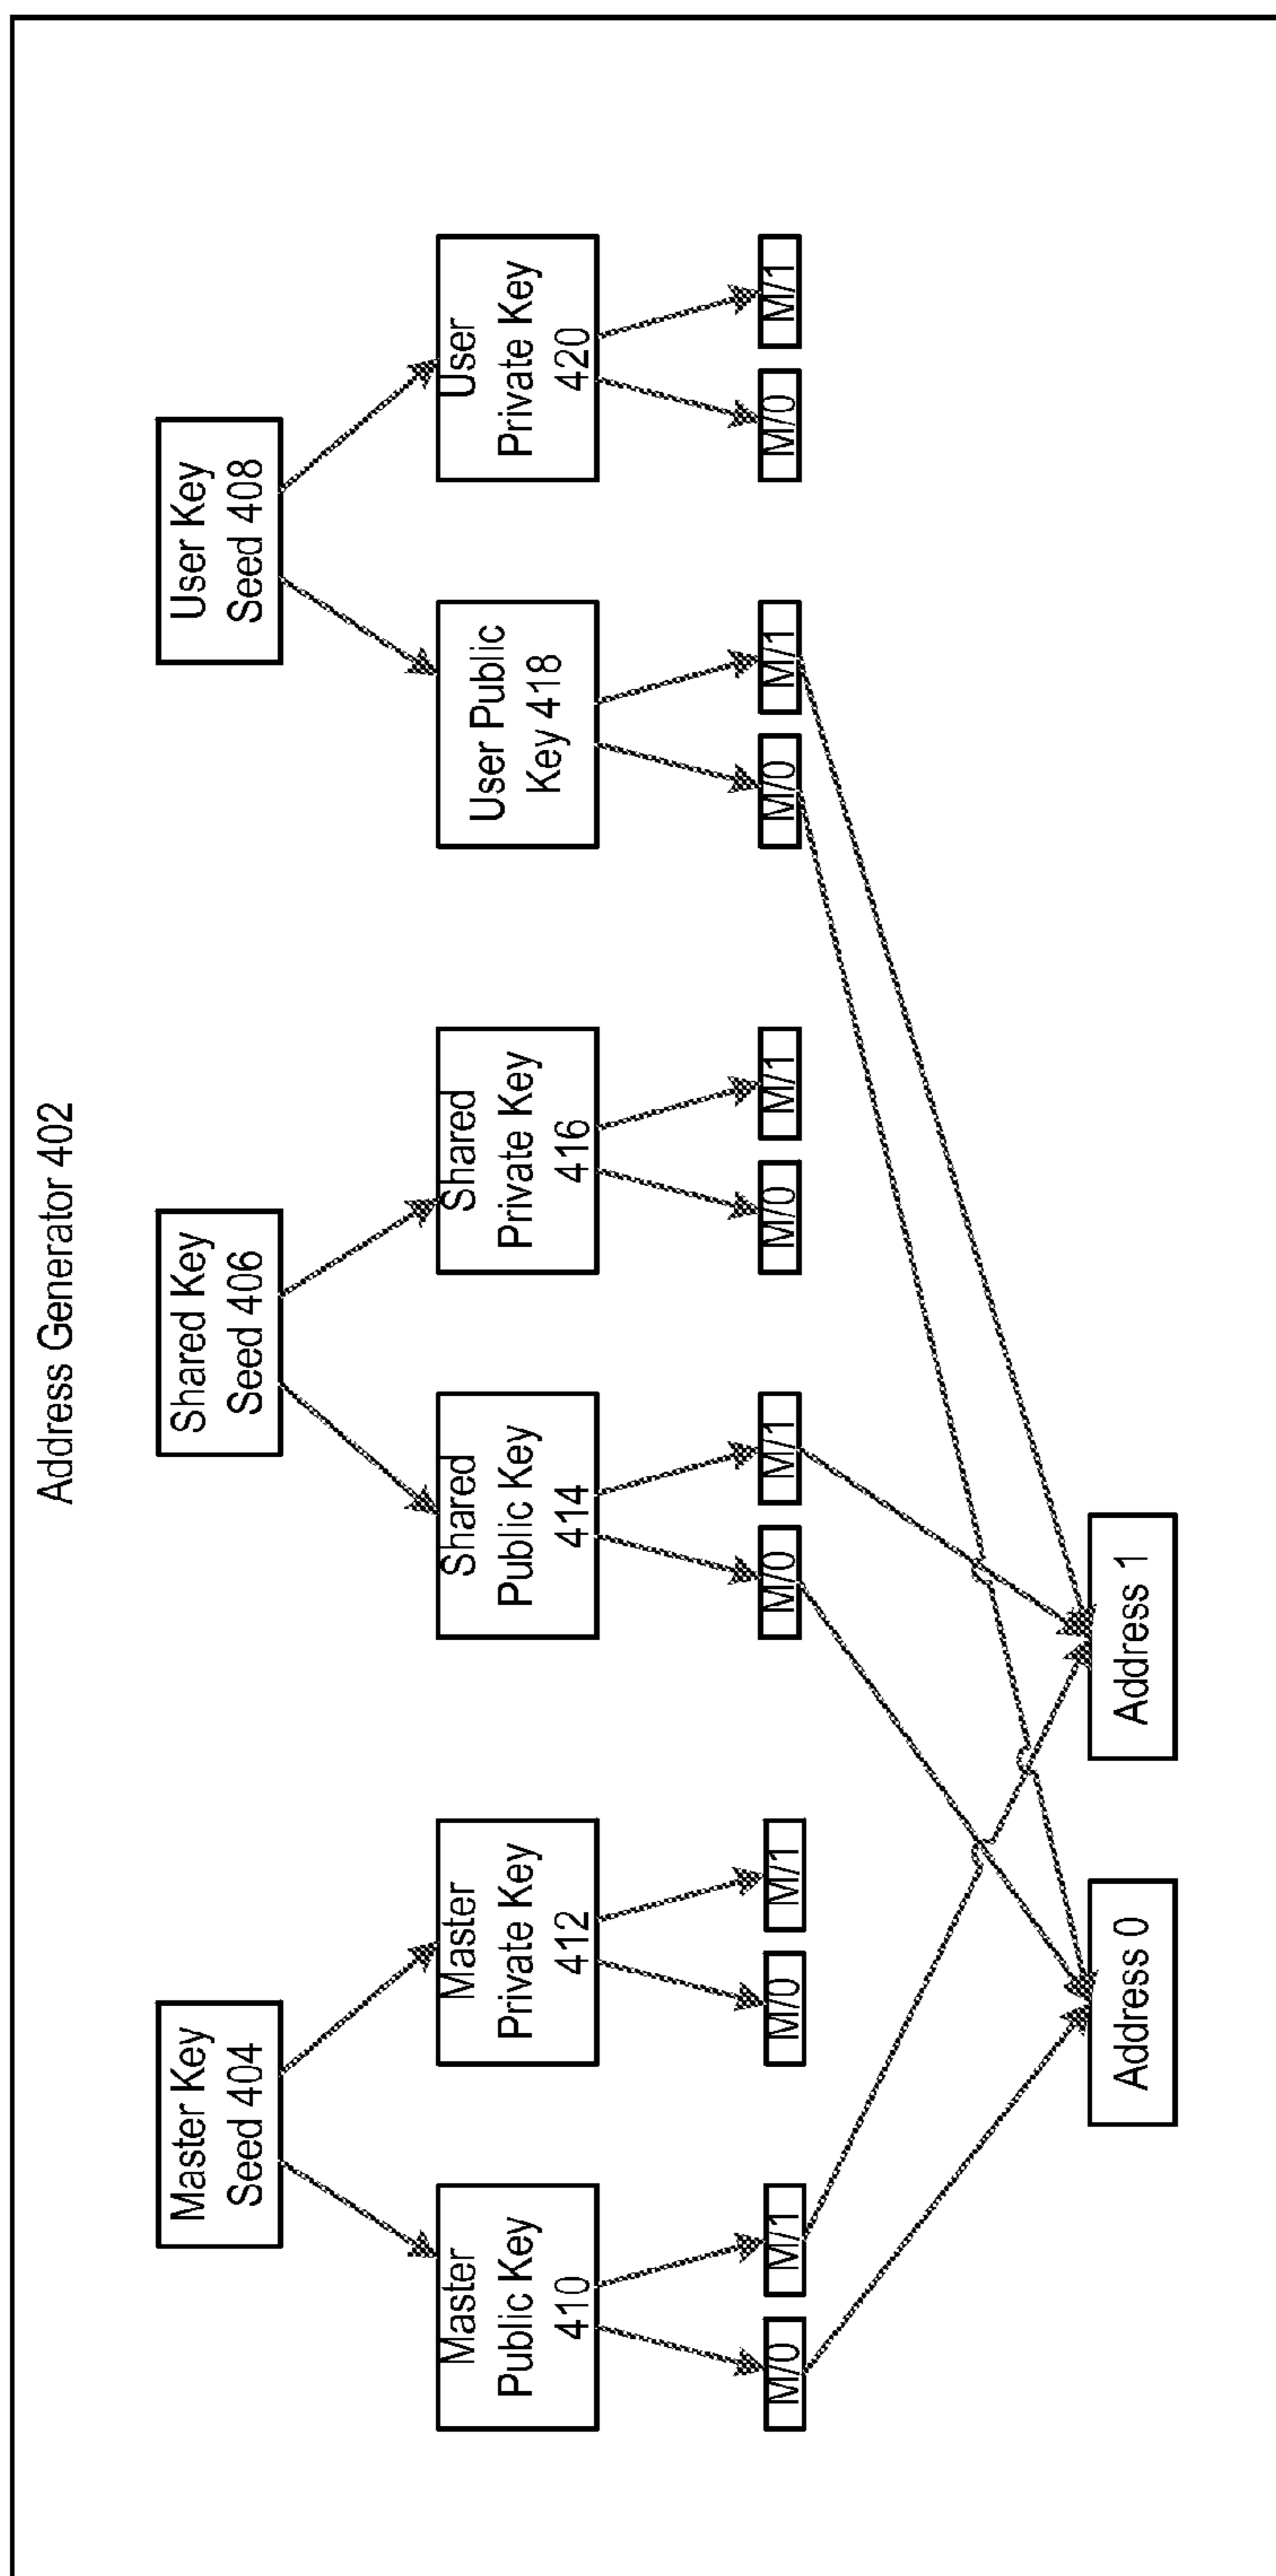 Address Generator 402
Master Key
Seed 404
Shared Key
Seed 406
User Key
Seed 408
Master
Public Key
410
Master
Private Key
412
Shared
Public Key
414
Shared
Private Key
416
User Public
Key 418
User
Private Key
420
M/0
M/1
M/0
M/1
M/0
M/1
M/0
M/1
M/0
M/1
M/0
M/1
Address 0
Address 1